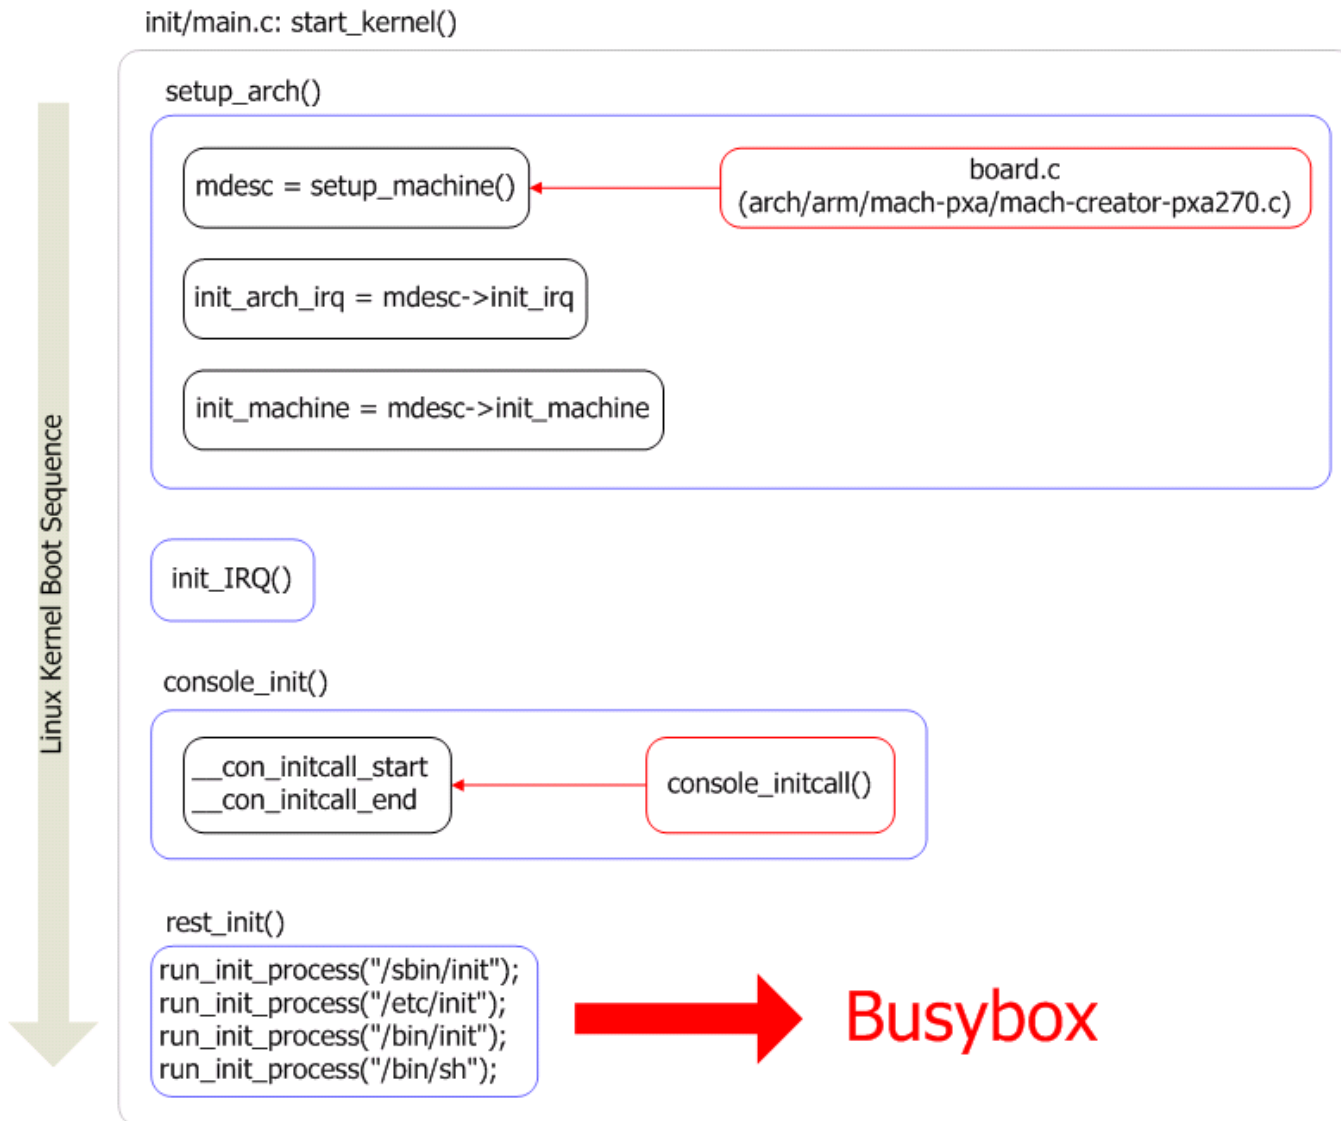 init/main.c: start_kernel()
setup_arch()
mdesc = setup_machine()
board.c
(arch/arm/mach-pxa/mach-creator-pxa270.c)
init_arch_irq = mdesc->init_irq
init_machine = mdesc->init_machine
Linux Kernel Boot Sequence
init_IRQ()
console_init()
__con_initcall_start
__con_initcall_end
console_initcall()
rest_init()
run_init_process("/sbin/init");
run_init_process("/etc/init");
run_init_process("/bin/init");
run_init_process("/bin/sh");
Busybox